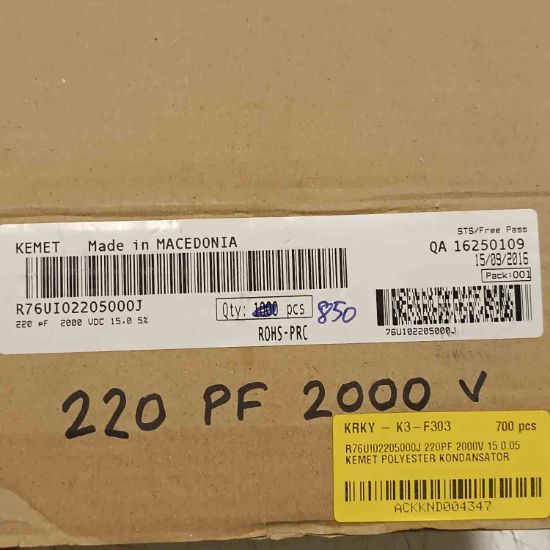 KEMET Made in MACEDONIA
STS/Free Pass
QA 16250109
15/09/2016
Pack:001
R76UI02205000J
220 pF 2000 VDC 15.0 5%
Qty: 1000 pcs 850
ROHS-PRC
76UI02205000J
220 PF 2000 V
KRKY - K3-F303 700 pcs
R76UI02205000J 220PF 2000V 15 0.05
KEMET POLYESTER KONDANSATOR
ACKKND004347